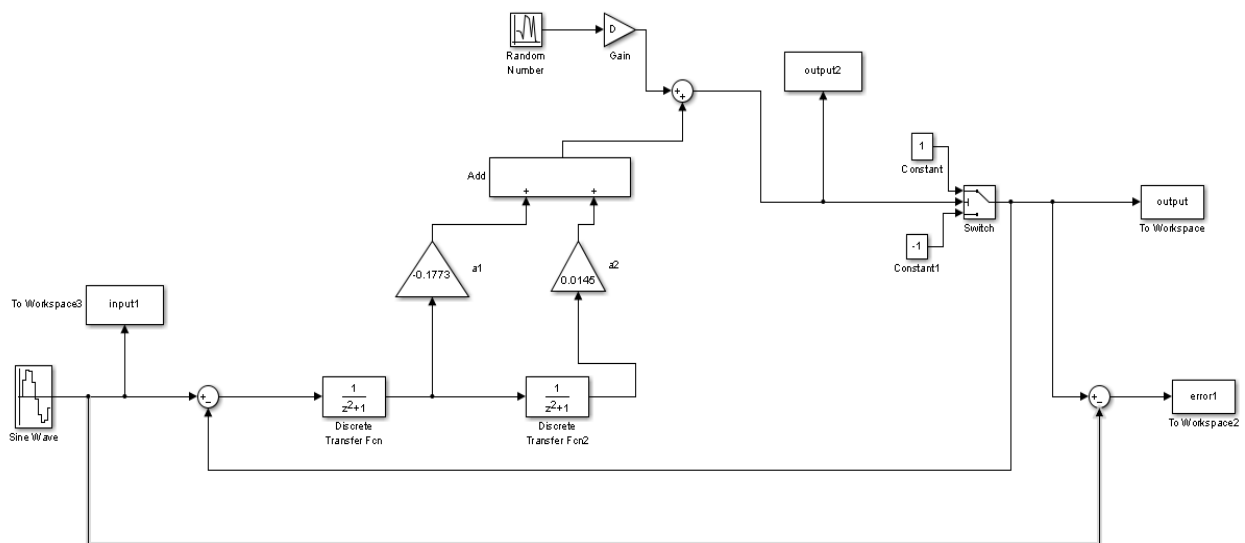 D
Random
Number
Gain
output2
+
+
1
Constant
Add
+
+
output
To Workspace
Switch
-1
Constant1
-0.1773
a1
0.0145
a2
To Workspace3
input1
Sine Wave
+
−
1
z²+1
Discrete
Transfer Fcn
1
z²+1
Discrete
Transfer Fcn2
+
−
error1
To Workspace2